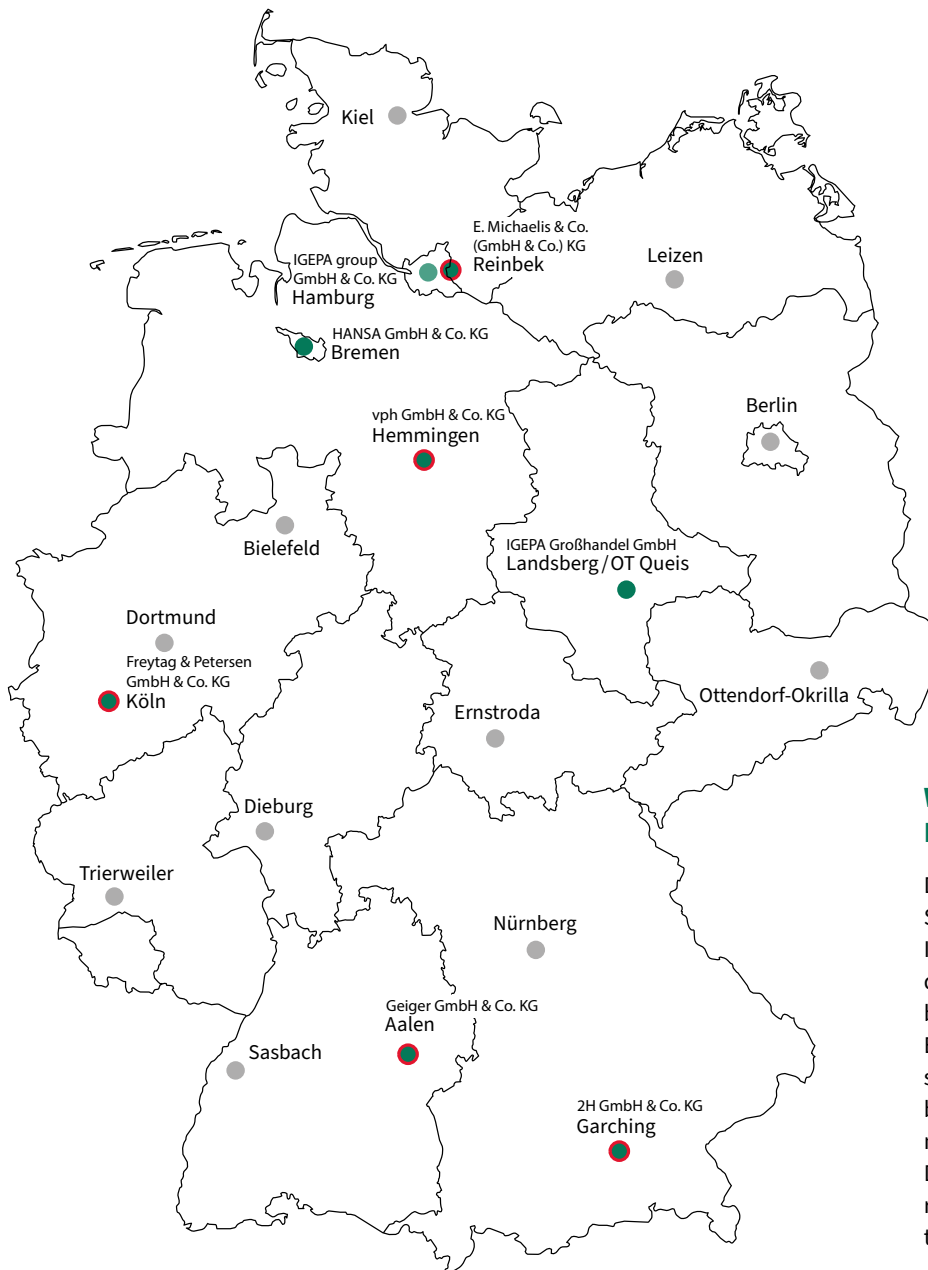 Kiel
E. Michaelis & Co.
(GmbH & Co.) KG
Reinbek
IGEPA group
GmbH & Co. KG
Hamburg
Leizen
HANSA GmbH & Co. KG
Bremen
vph GmbH & Co. KG
Hemmingen
Berlin
Bielefeld
IGEPA Großhandel GmbH
Landsberg/OT Queis
Dortmund
Freytag & Petersen
GmbH & Co. KG
Köln
Ottendorf-Okrilla
Ernstroda
Dieburg
Trierweiler
Nürnberg
Geiger GmbH & Co. KG
Aalen
Sasbach
2H GmbH & Co. KG
Garching